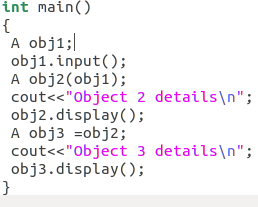 int main()
{
A obj1;
obj1.input();
A obj2(obj1);
cout<<"Object 2 details\n";
obj2.display();
A obj3 =obj2;
cout<<"Object 3 details\n";
obj3.display();
}